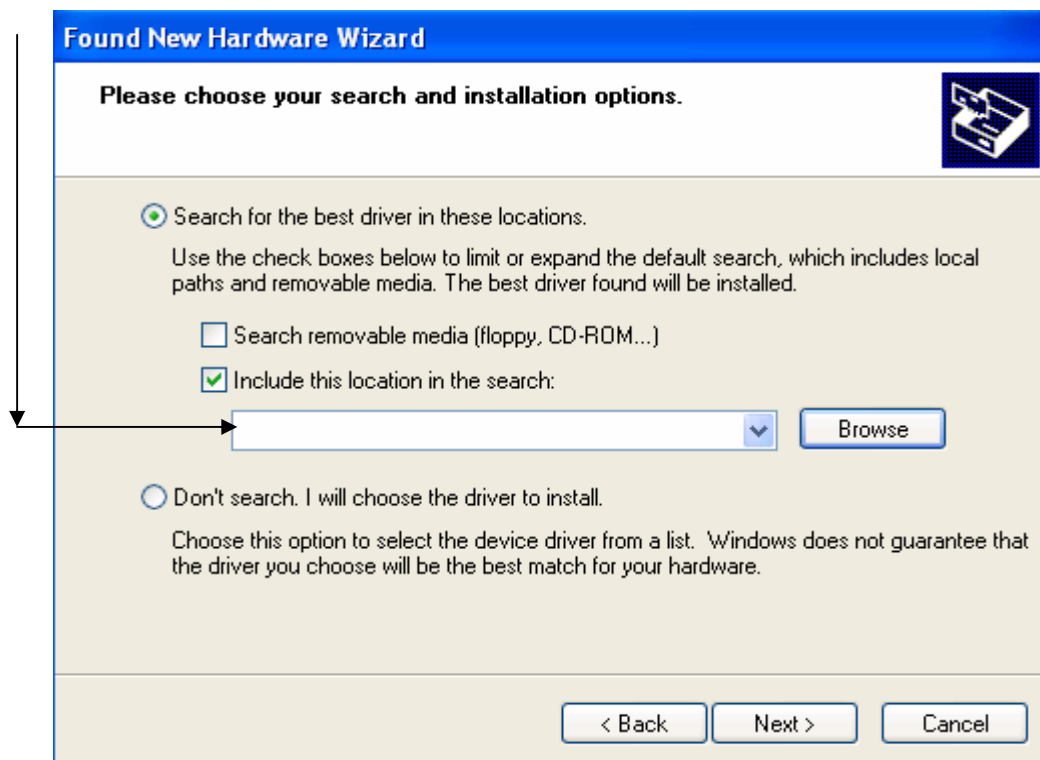 Found New Hardware Wizard
Please choose your search and installation options.
Search for the best driver in these locations.
Use the check boxes below to limit or expand the default search, which includes local
paths and removable media. The best driver found will be installed.
Search removable media (floppy, CD-ROM...)
Include this location in the search:
Browse
Don't search. I will choose the driver to install.
Choose this option to select the device driver from a list.  Windows does not guarantee that
the driver you choose will be the best match for your hardware.
< Back
Next >
Cancel